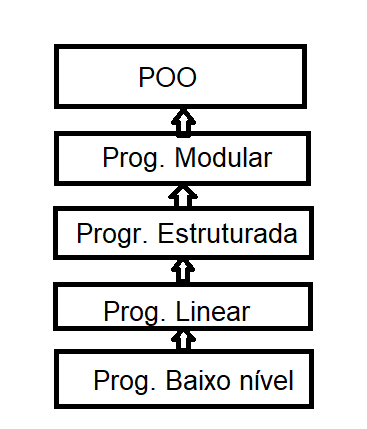 POO
Prog. Modular
Progr. Estruturada
Prog. Linear
Prog. Baixo nível